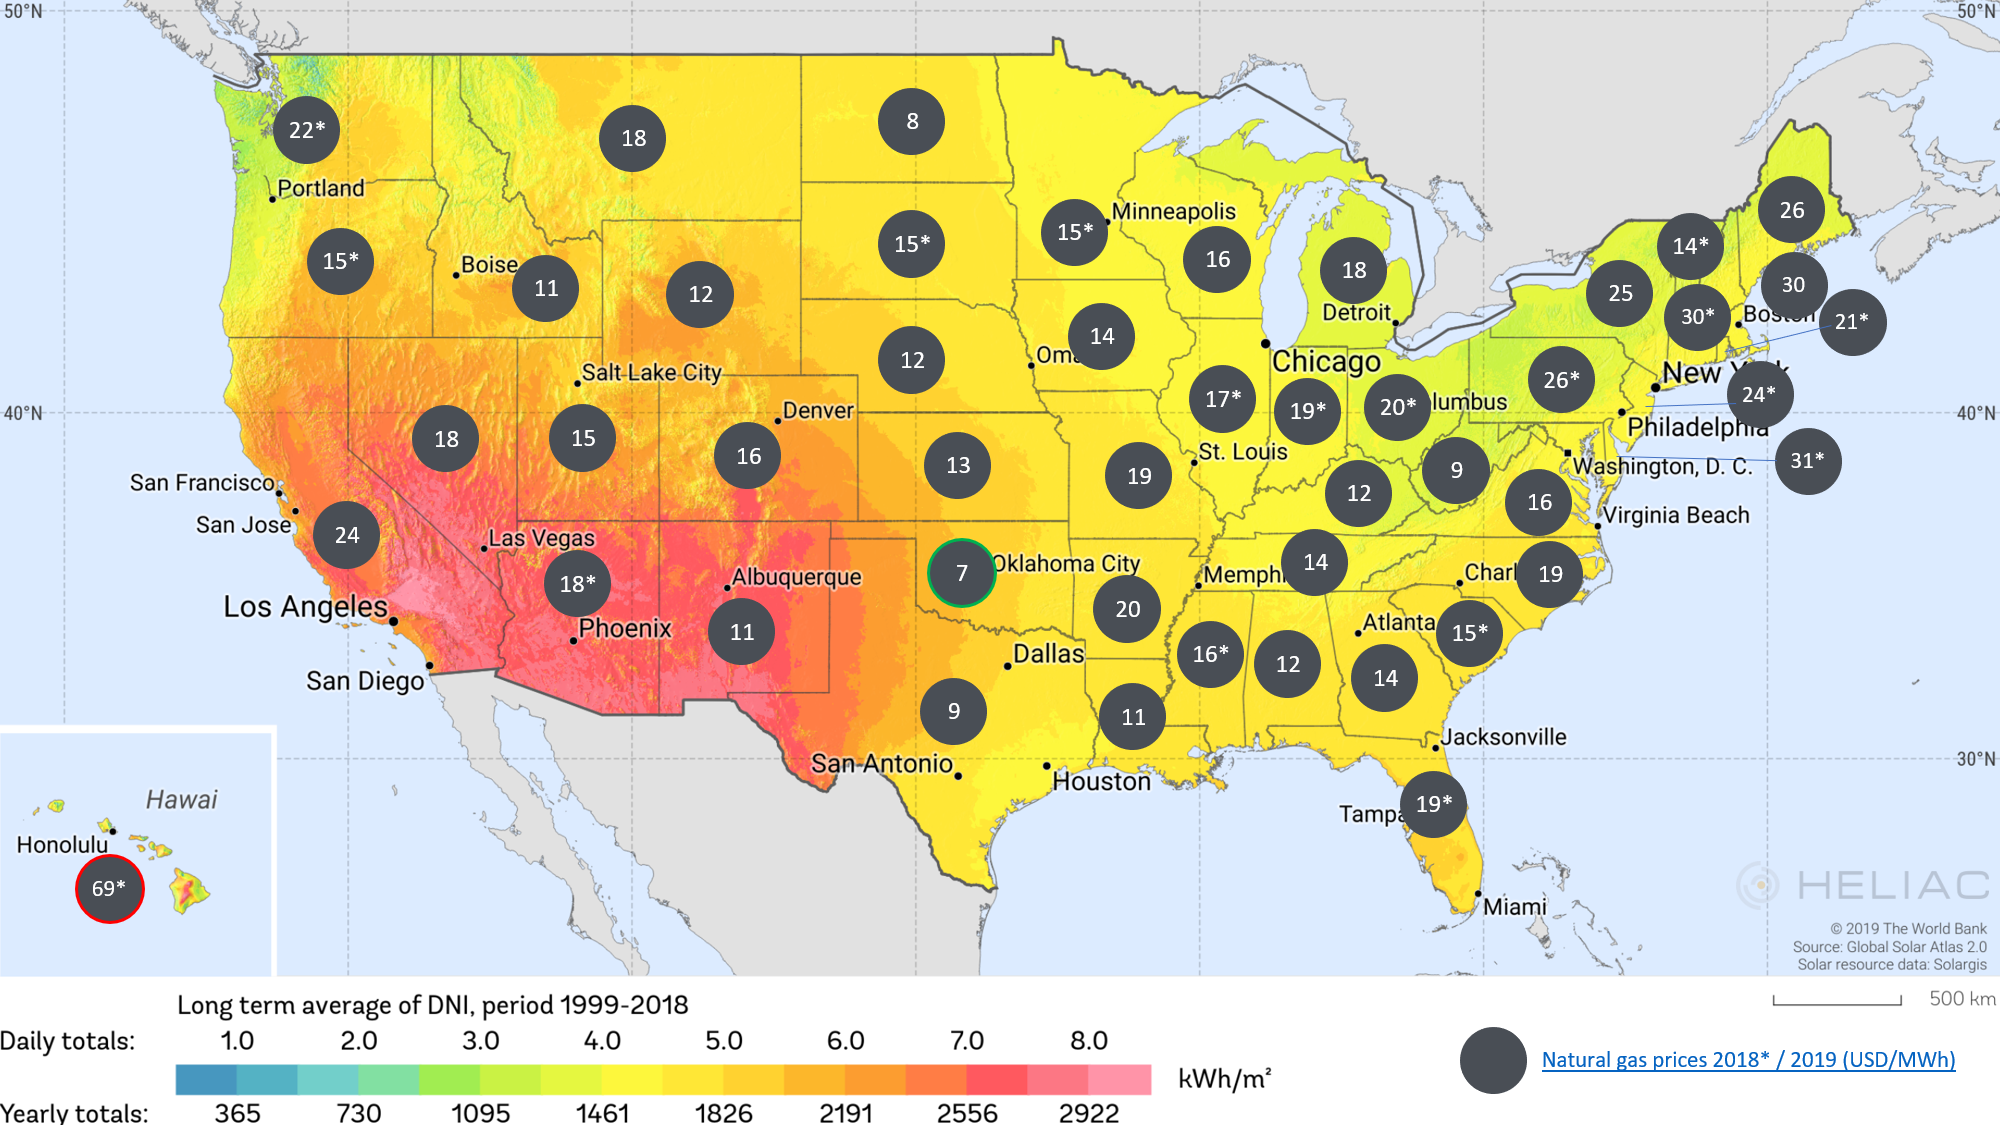 50°N
50°N
22*
18
8
Portland
15*
Boise
11
12
15*
15*
Minneapolis
16
18
Detroit
26
14*
25
30
30*
Boston
21*
Salt Lake City
12
Oma
14
Chicago
New York
26*
24*
40°N
40°N
18
15
Denver
16
13
19
17*
19*
20*
lumbus
Philadelphia
St. Louis
12
9
Washington, D. C.
31*
16
Virginia Beach
San Francisco
San Jose
24
Las Vegas
18*
Albuquerque
7
Oklahoma City
Memph
14
Charl
19
20
Los Angeles
Phoenix
11
Atlanta
15*
San Diego
Dallas
16*
12
14
9
11
Jacksonville
San Antonio
Houston
30°N
Hawai
Honolulu
69*
Tampa
19*
Miami
HELIAC
© 2019 The World Bank
Source: Global Solar Atlas 2.0
Solar resource data: Solargis
Long term average of DNI, period 1999-2018
500 km
Daily totals: 1.0 2.0 3.0 4.0 5.0 6.0 7.0 8.0
kWh/m²
Natural gas prices 2018* / 2019 (USD/MWh)
Yearly totals: 365 730 1095 1461 1826 2191 2556 2922